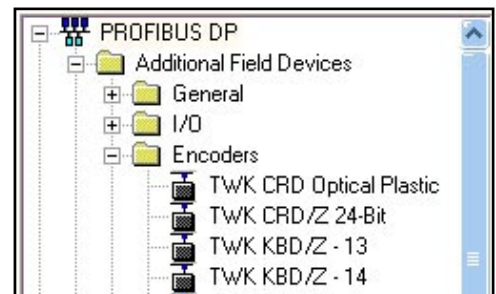 PROFIBUS DP
Additional Field Devices
General
I/O
Encoders
TWK CRD Optical Plastic
TWK CRD/Z 24-Bit
TWK KBD/Z - 13
TWK KBD/Z - 14